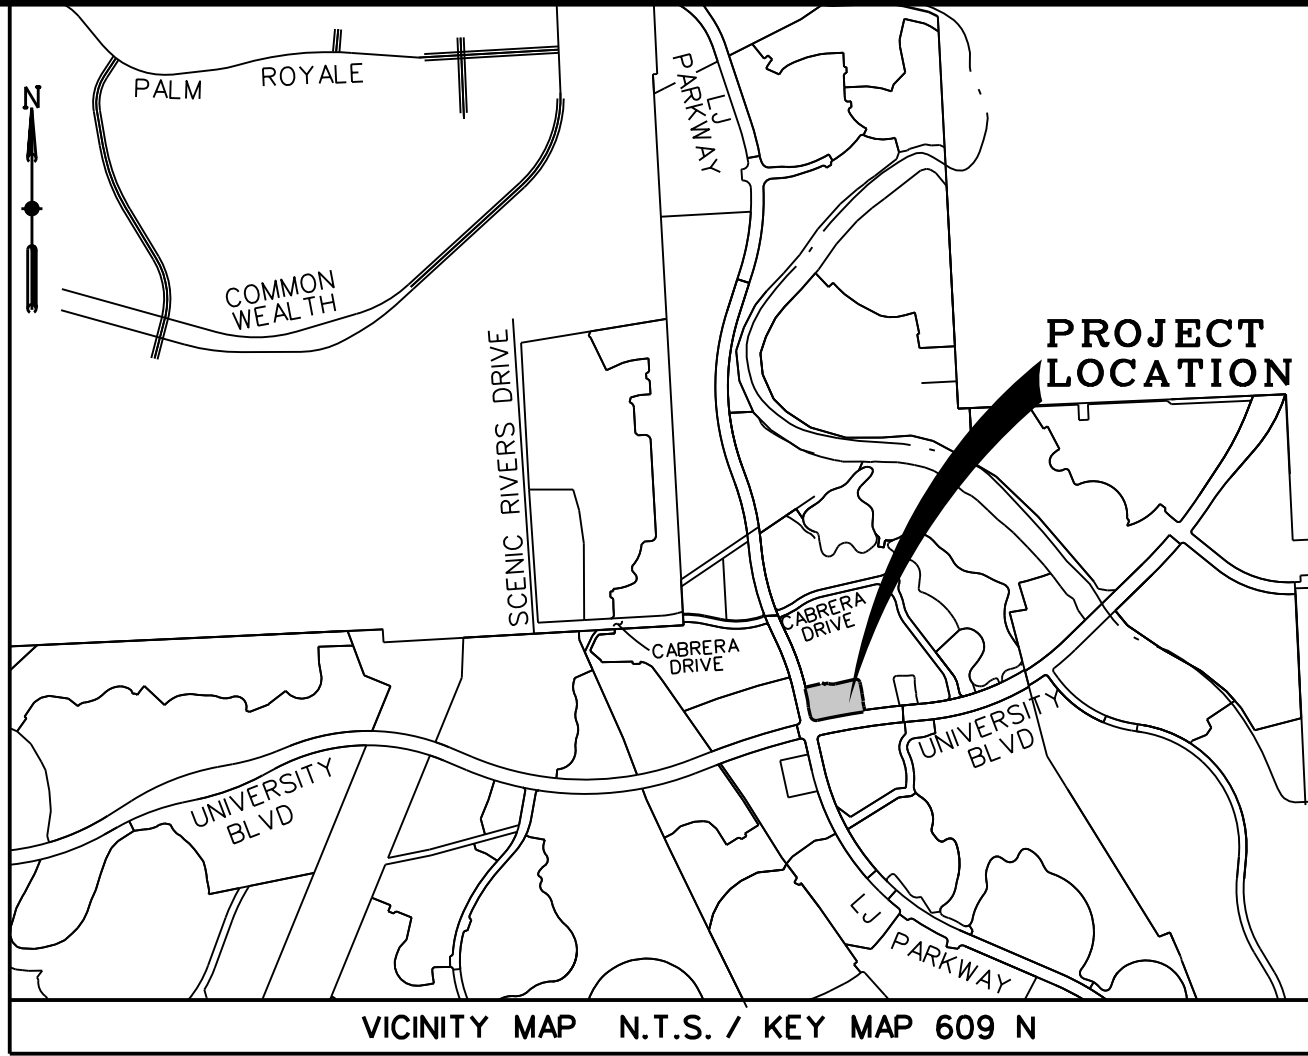 N
PALM ROYALE
LJ
PARKWAY
COMMON
WEALTH
SCENIC RIVERS DRIVE
PROJECT
LOCATION
CABRERA
DRIVE
CABRERA
DRIVE
UNIVERSITY
BLVD
UNIVERSITY
BLVD
LJ PARKWAY
VICINITY MAP N.T.S. / KEY MAP 609 N